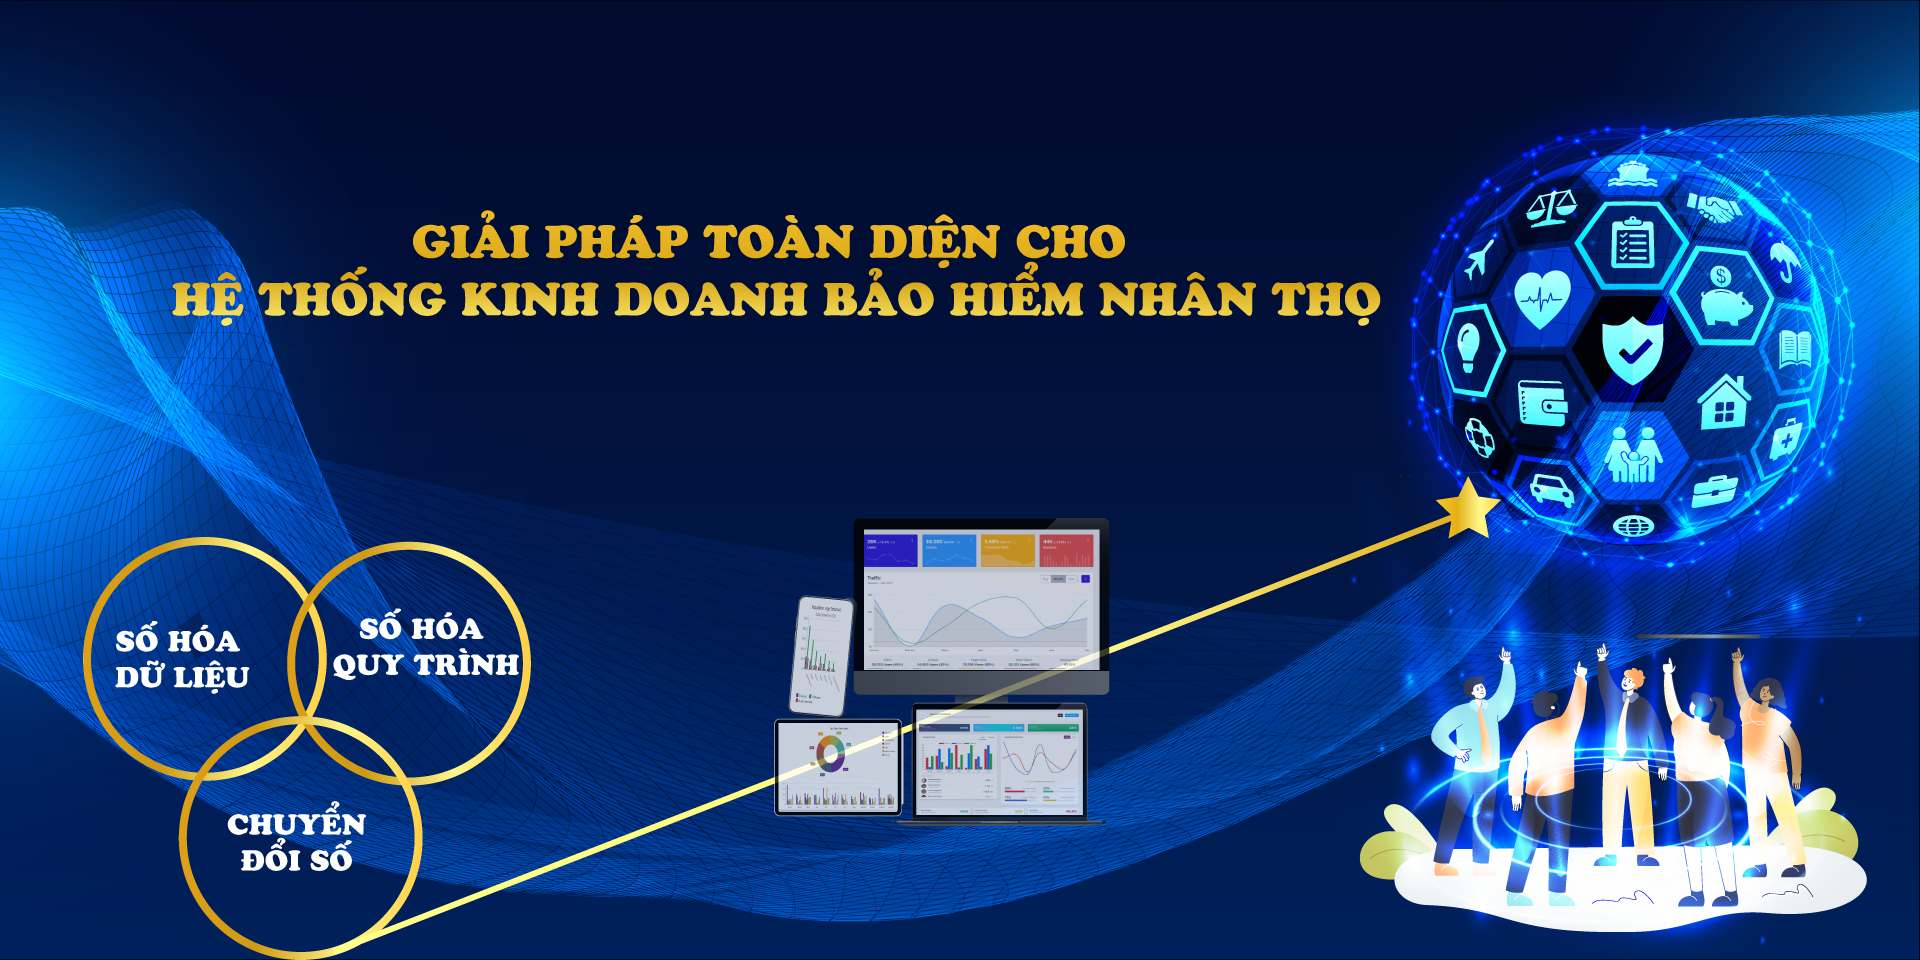 GIẢI PHÁP TOÀN DIỆN CHO
HỆ THỐNG KINH DOANH BẢO HIỂM NHÂN THỌ
SỐ HÓA
DỮ LIỆU
SỐ HÓA
QUY TRÌNH
CHUYỂN
ĐỔI SỐ
Traffic
$